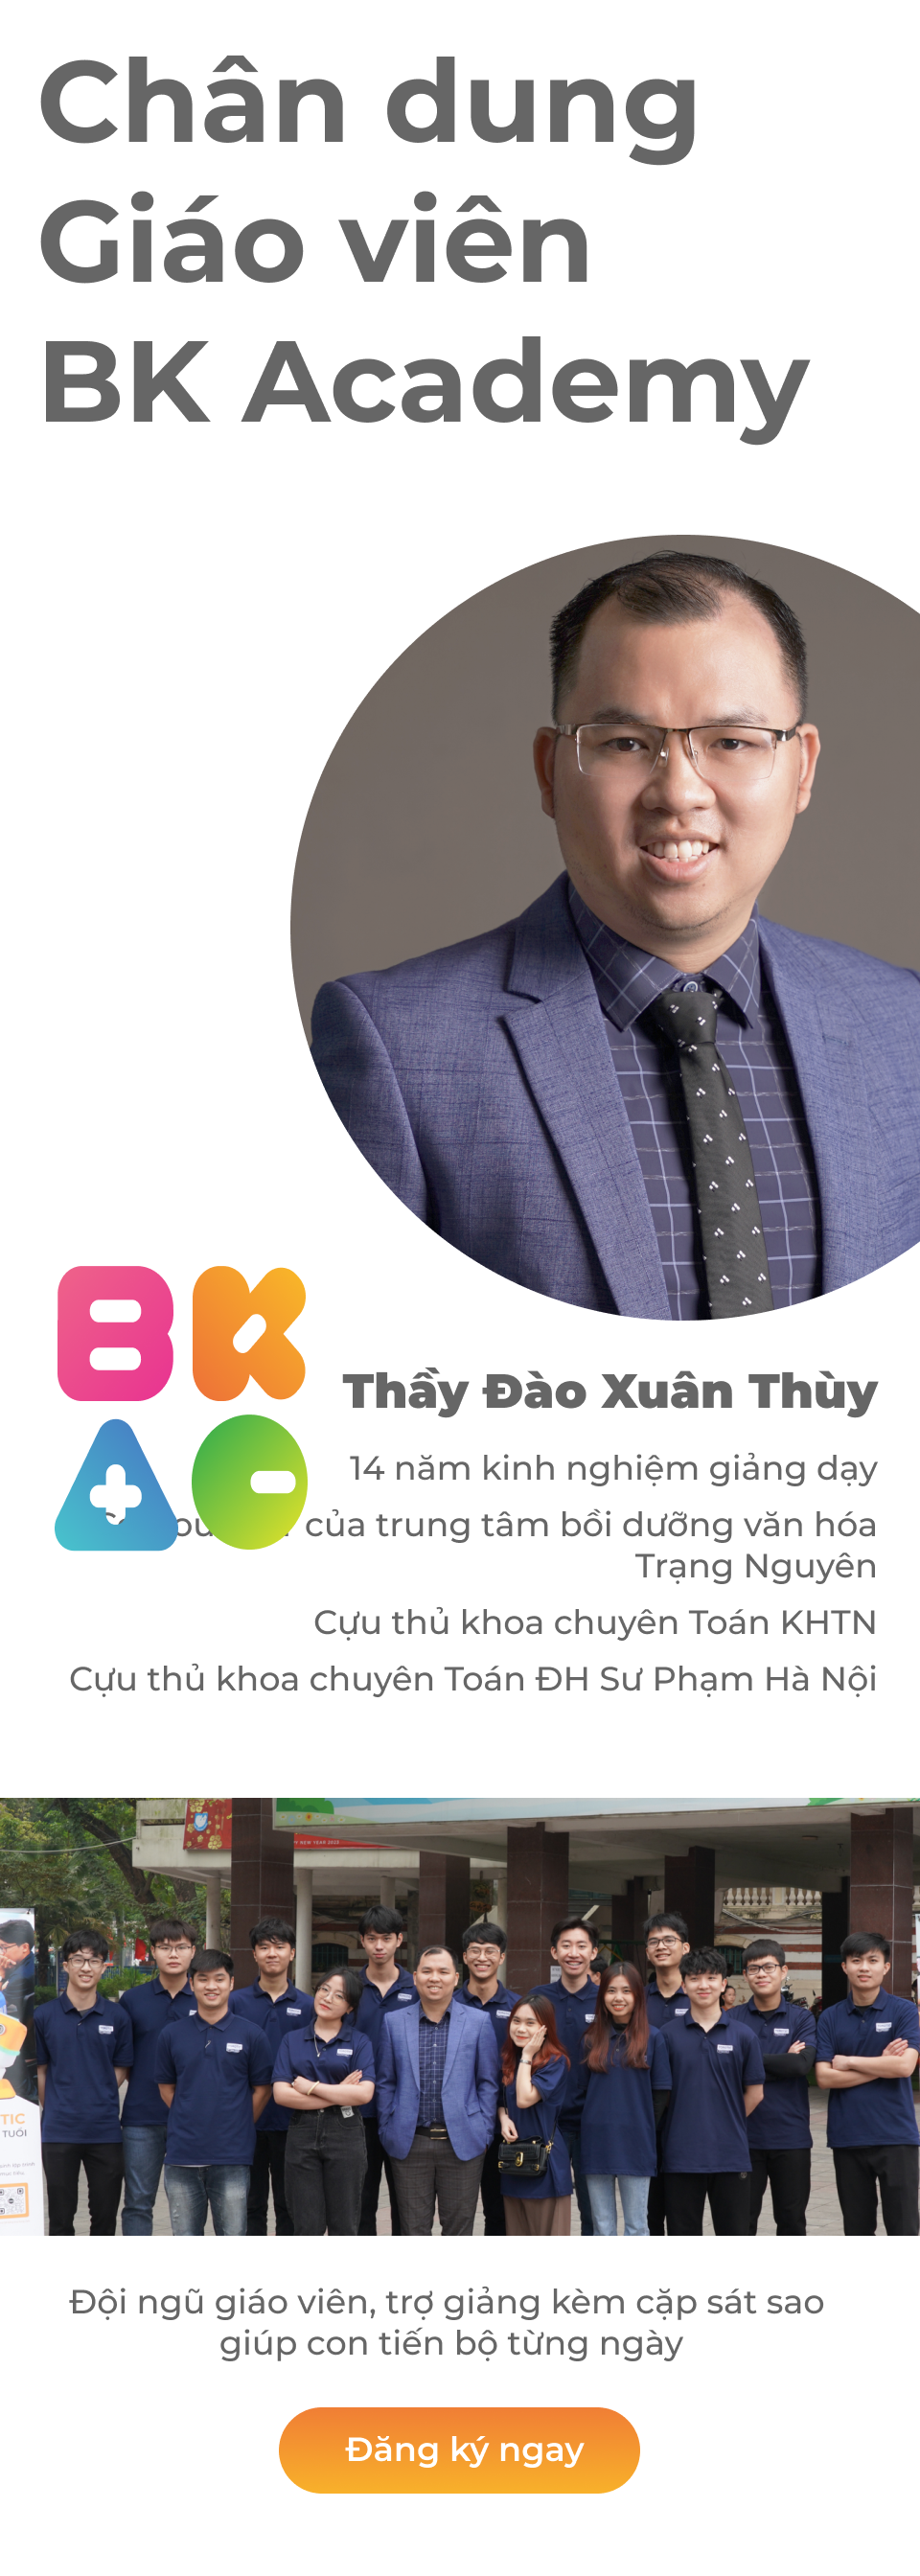 Chân dung
Giáo viên
BK Academy
BK
A
Thầy Đào Xuân Thùy
14 năm kinh nghiệm giảng dạy
của trung tâm bồi dưỡng văn hóa
Trạng Nguyên
Cựu thủ khoa chuyên Toán KHTN
Cựu thủ khoa chuyên Toán ĐH Sư Phạm Hà Nội
TIC
TUỔI
Đội ngũ giáo viên, trợ giảng kèm cặp sát sao
giúp con tiến bộ từng ngày
Đăng ký ngay